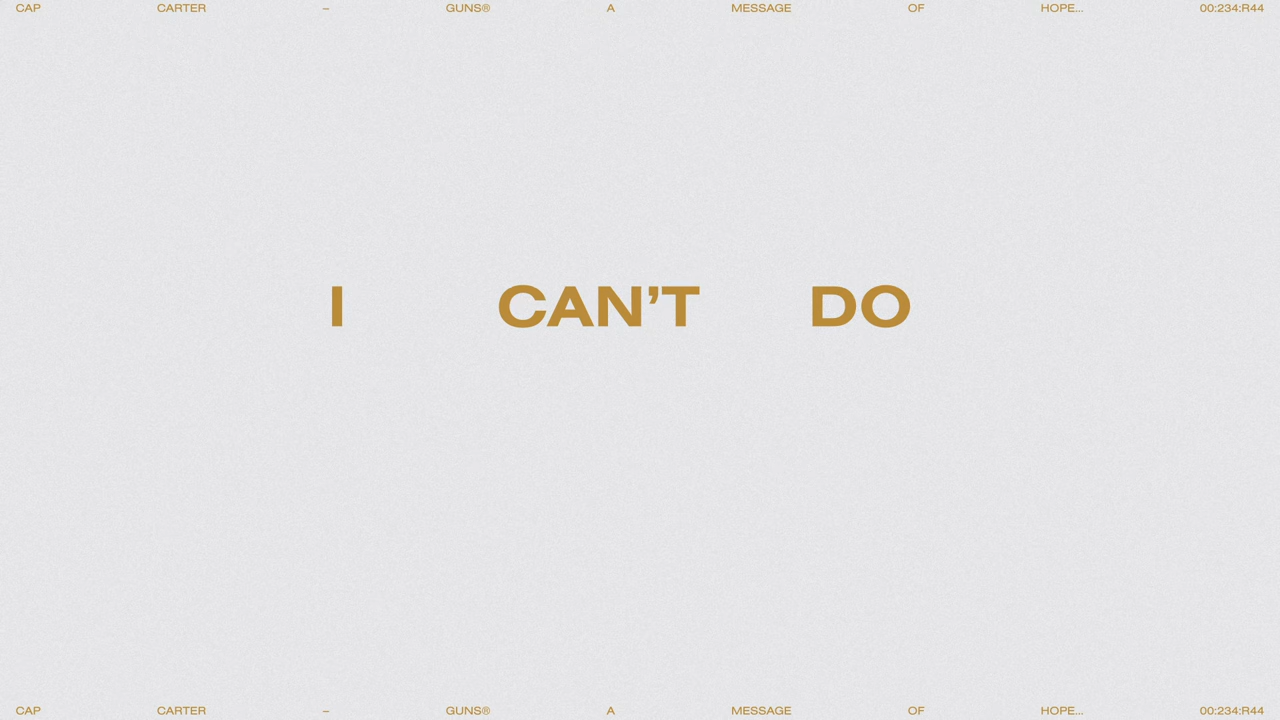 CAP CARTER – GUNS® A MESSAGE OF HOPE... 00:234:R44
I CAN’T DO
CAP CARTER – GUNS® A MESSAGE OF HOPE... 00:234:R44